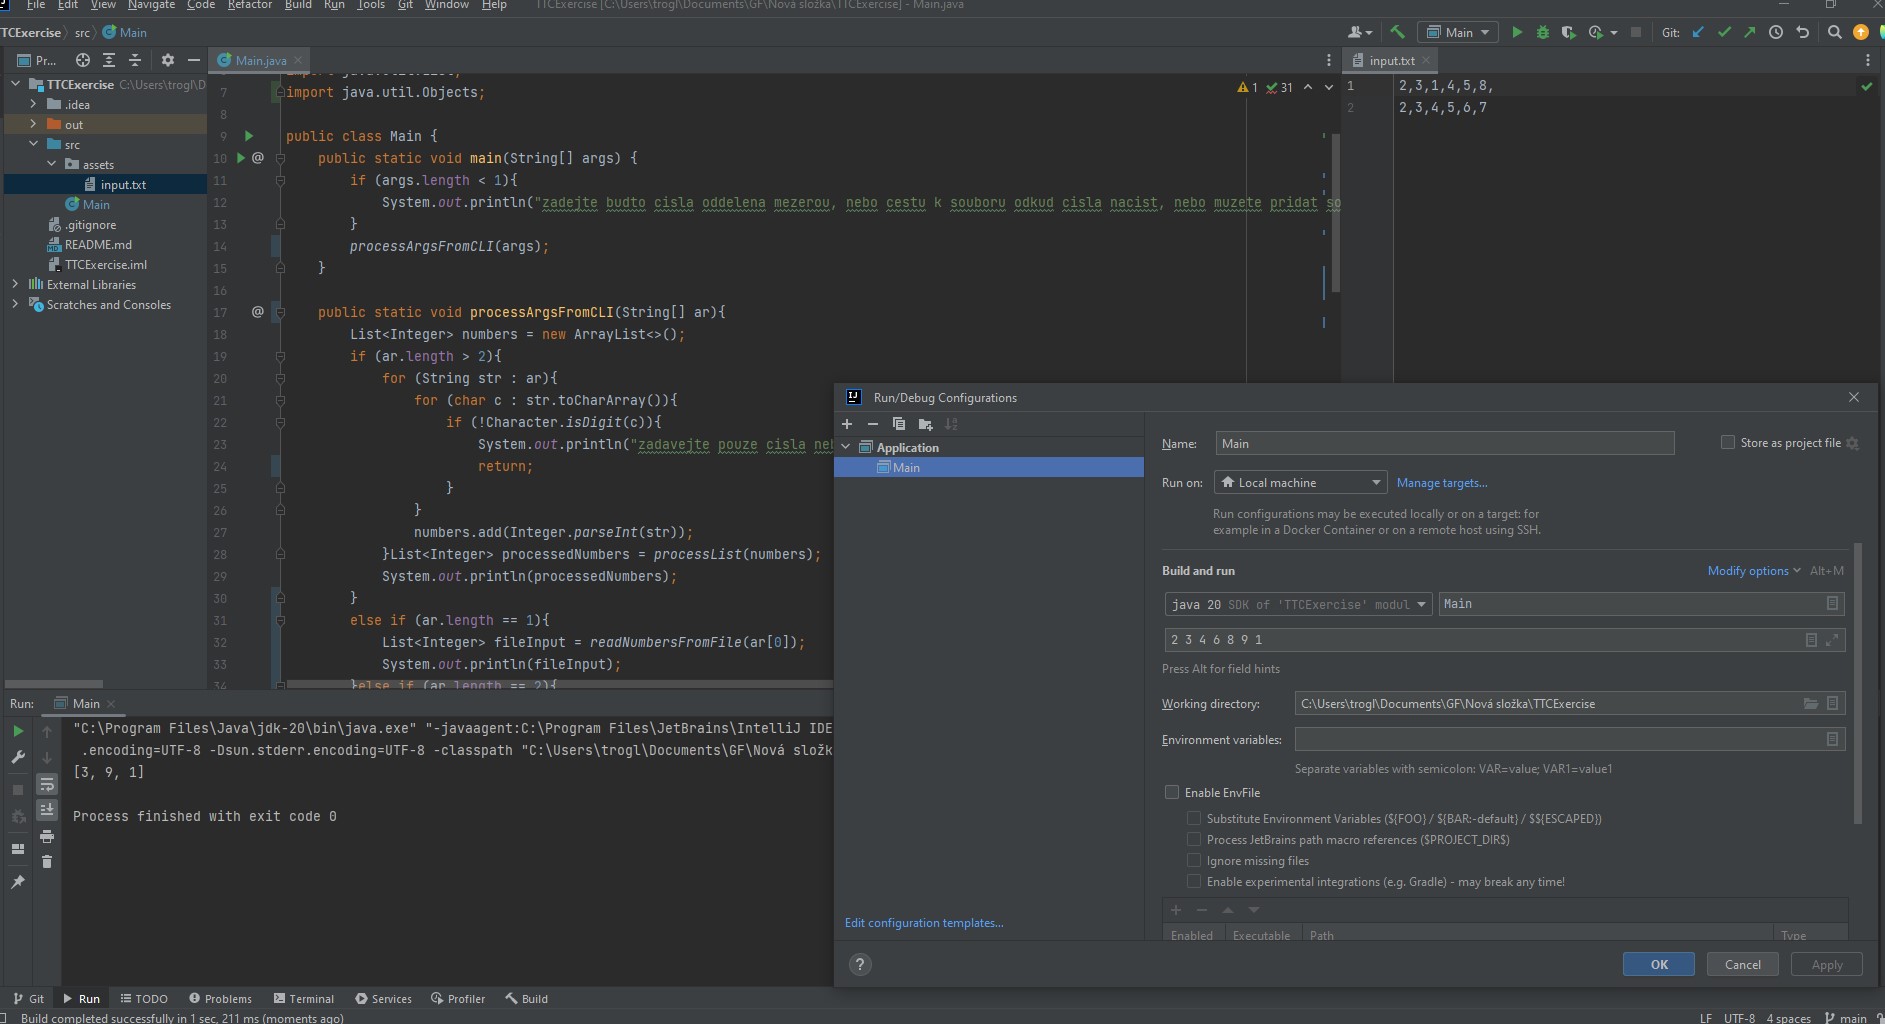 File Edit View Navigate Code Refactor Build Run Tools Git Window Help TTCExercise [C:\Users\trogl\Documents\GF\Nová složka\TTCExercise] - Main.java
TTCExercise src Main
Main
Git:
Pr...
Main.java
input.txt
TTCExercise C:\Users\trogl\D
.idea
out
src
assets
input.txt
Main
.gitignore
README.md
TTCExercise.iml
External Libraries
Scratches and Consoles
1 31
7 import java.util.Objects;
8
9 public class Main {
10 @ public static void main(String[] args) {
11 if (args.length < 1){
12 System.out.println("zadejte budto cisla oddelena mezerou, nebo cestu k souboru odkud cisla nacist, nebo muzete pridat so
13 }
14 processArgsFromCLI(args);
15 }
16
17 @ public static void processArgsFromCLI(String[] ar){
18 List<Integer> numbers = new ArrayList<>();
19 if (ar.length > 2){
20 for (String str : ar){
21 for (char c : str.toCharArray()){
22 if (!Character.isDigit(c)){
23 System.out.println("zadavejte pouze cisla neb
24 return;
25 }
26 }
27 numbers.add(Integer.parseInt(str));
28 }List<Integer> processedNumbers = processList(numbers);
29 System.out.println(processedNumbers);
30 }
31 else if (ar.length == 1){
32 List<Integer> fileInput = readNumbersFromFile(ar[0]);
33 System.out.println(fileInput);
34 }else if (ar.length == 2){
1 2,3,1,4,5,8,
2 2,3,4,5,6,7
Run: Main
"C:\Program Files\Java\jdk-20\bin\java.exe" "-javaagent:C:\Program Files\JetBrains\IntelliJ IDE
.encoding=UTF-8 -Dsun.stderr.encoding=UTF-8 -classpath "C:\Users\trogl\Documents\GF\Nová složk
[3, 9, 1]
Process finished with exit code 0
Run/Debug Configurations
Application
Main
Edit configuration templates...
Name: Main
Store as project file
Run on: Local machine Manage targets...
Run configurations may be executed locally or on a target: for
example in a Docker Container or on a remote host using SSH.
Build and run
Modify options Alt+M
java 20 SDK of 'TTCExercise' modul Main
2 3 4 6 8 9 1
Press Alt for field hints
Working directory: C:\Users\trogl\Documents\GF\Nová složka\TTCExercise
Environment variables:
Separate variables with semicolon: VAR=value; VAR1=value1
Enable EnvFile
Substitute Environment Variables (${FOO} / ${BAR:-default} / $${ESCAPED})
Process JetBrains path macro references ($PROJECT_DIR$)
Ignore missing files
Enable experimental integrations (e.g. Gradle) - may break any time!
Enabled Executable Path Type
? OK Cancel Apply
Git Run TODO Problems Terminal Services Profiler Build
Build completed successfully in 1 sec, 211 ms (moments ago)
LF UTF-8 4 spaces main